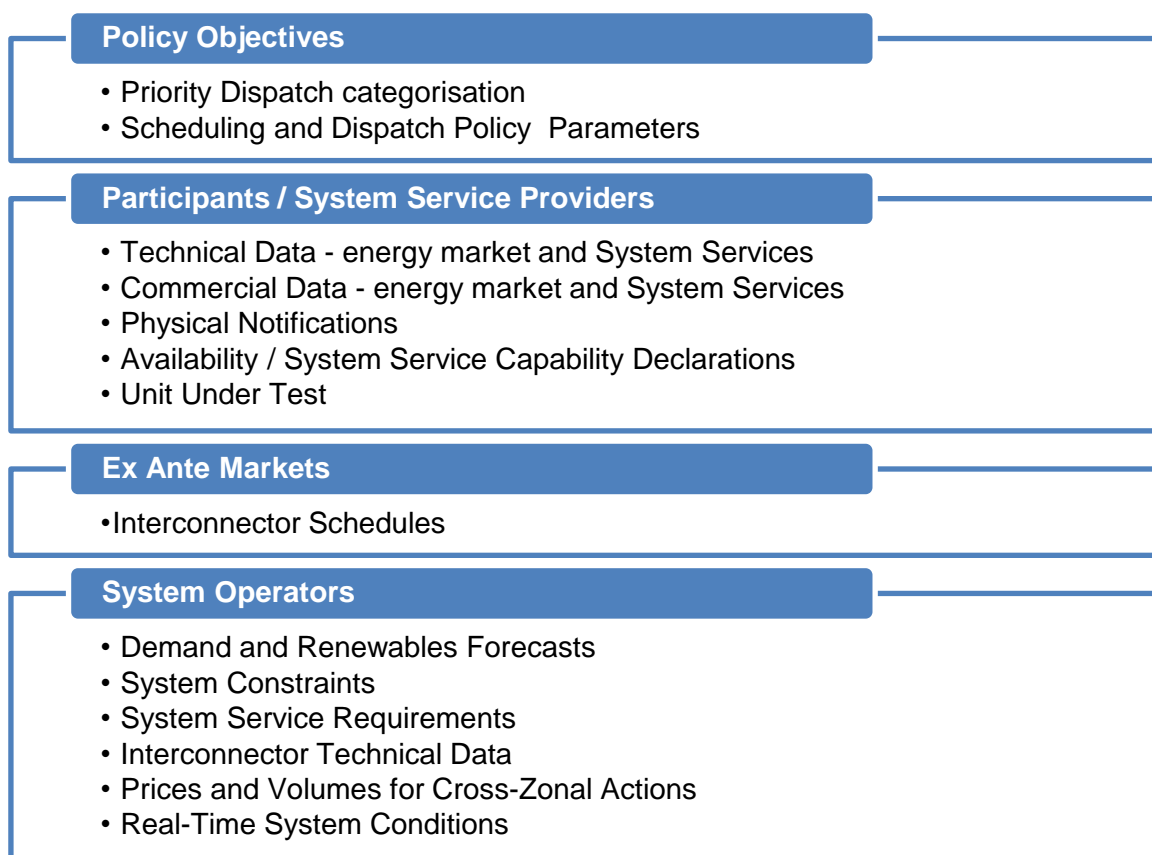 Policy Objectives
• Priority Dispatch categorisation
• Scheduling and Dispatch Policy  Parameters
Participants / System Service Providers
• Technical Data - energy market and System Services
• Commercial Data - energy market and System Services
• Physical Notifications
• Availability / System Service Capability Declarations
• Unit Under Test
Ex Ante Markets
•Interconnector Schedules
System Operators
• Demand and Renewables Forecasts
• System Constraints
• System Service Requirements
• Interconnector Technical Data
• Prices and Volumes for Cross-Zonal Actions
• Real-Time System Conditions